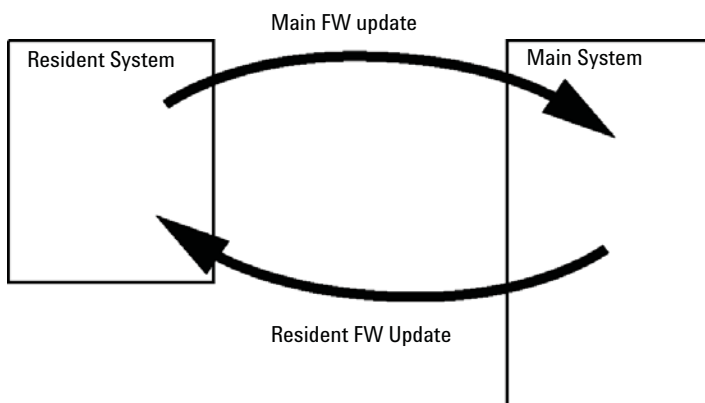 Main FW update
Resident System
Main System
Resident FW Update